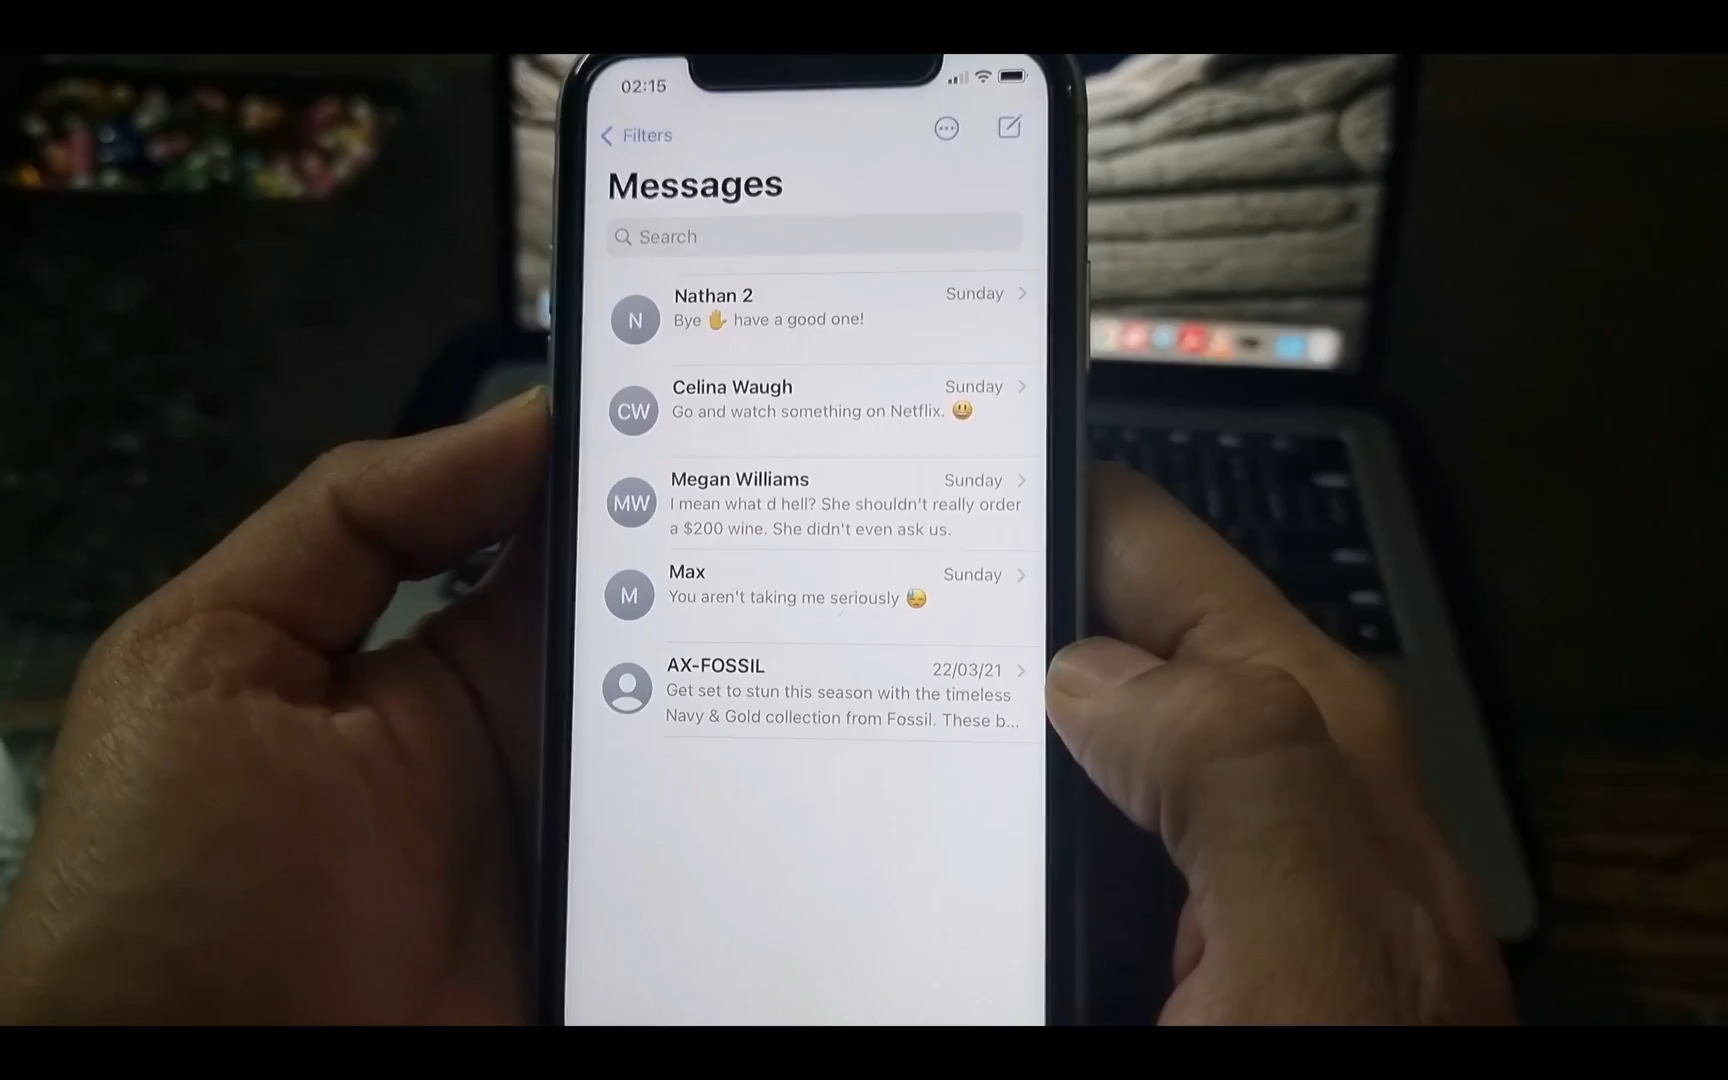 02:15
Filters
Messages
Search
Nathan 2
Sunday
Bye ✋ have a good one!
CW
Celina Waugh
Sunday
Go and watch something on Netflix. 😃
MW
Megan Williams
Sunday
I mean what d hell? She shouldn't really order
a $200 wine. She didn't even ask us.
M
Max
Sunday
You aren't taking me seriously 😓
AX-FOSSIL
22/03/21
Get set to stun this season with the timeless
Navy & Gold collection from Fossil. These b...
N